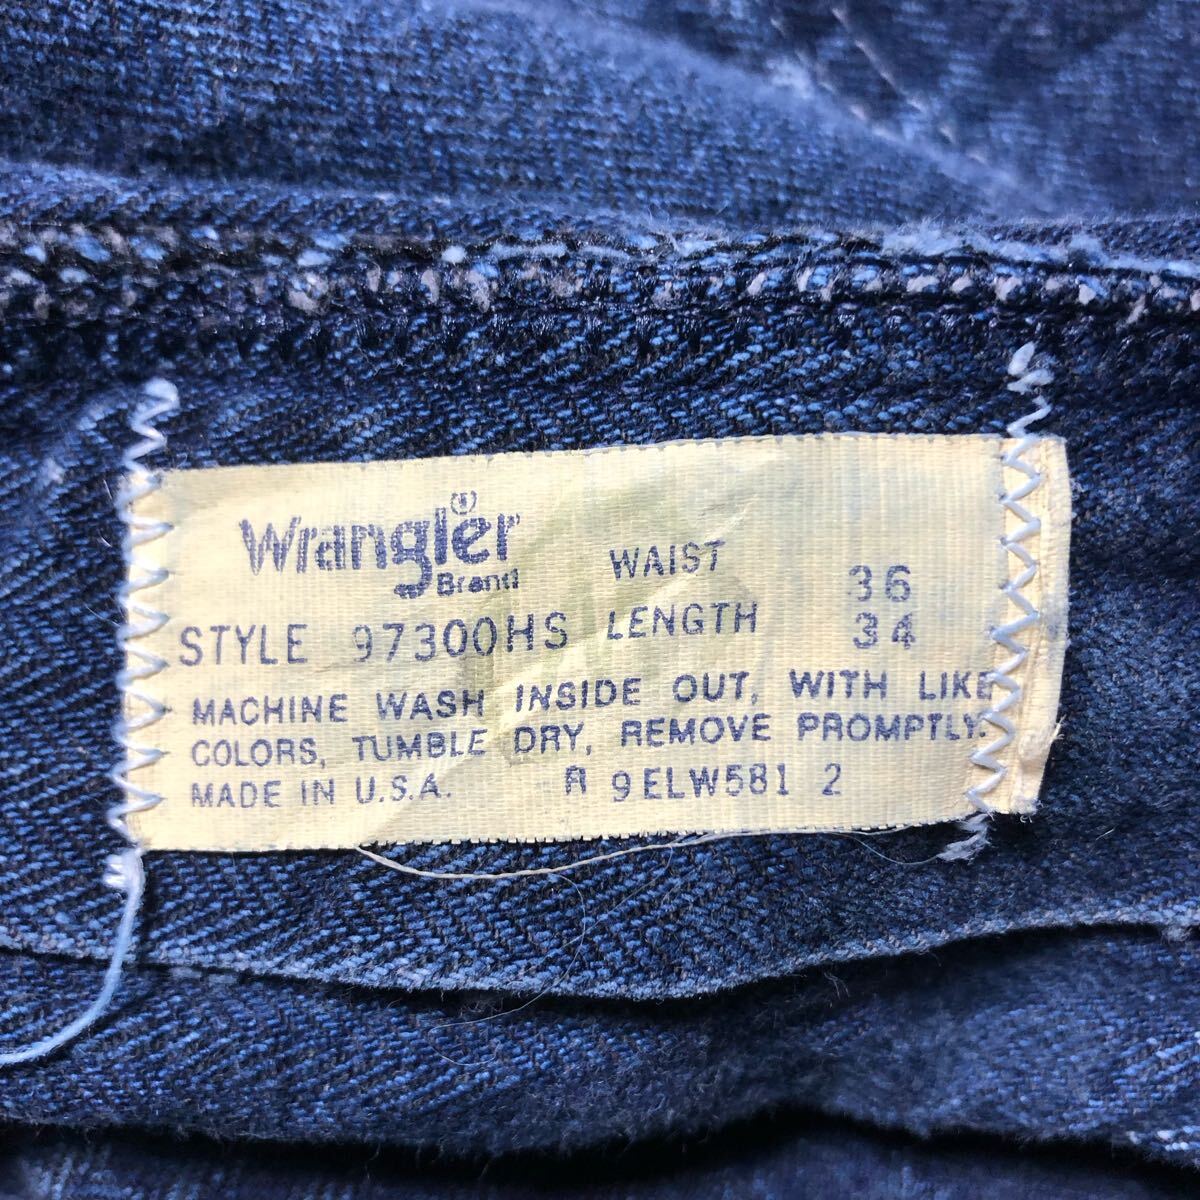 Wrangler
Brand
WAIST 36
STYLE 97300HS LENGTH 34
MACHINE WASH INSIDE OUT, WITH LIKE
COLORS, TUMBLE DRY, REMOVE PROMPTLY.
MADE IN U.S.A. R 9ELW581 2